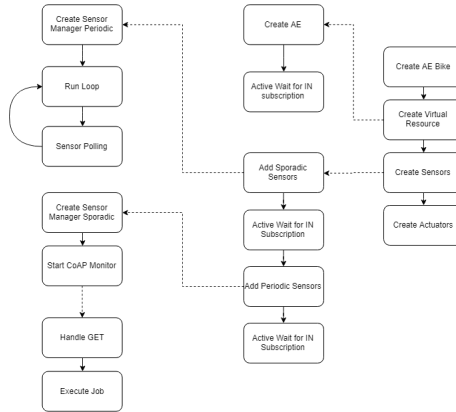 Create Sensor
Manager Periodic
Run Loop
Sensor Polling
Create Sensor
Manager Sporadic
Start CoAP Monitor
Handle GET
Execute Job
Create AE
Active Wait for IN
subscription
Add Sporadic
Sensors
Active Wait for IN
Subscription
Add Periodic Sensors
Active Wait for IN
Subscription
Create AE Bike
Create Virtual
Resource
Create Sensors
Create Actuators